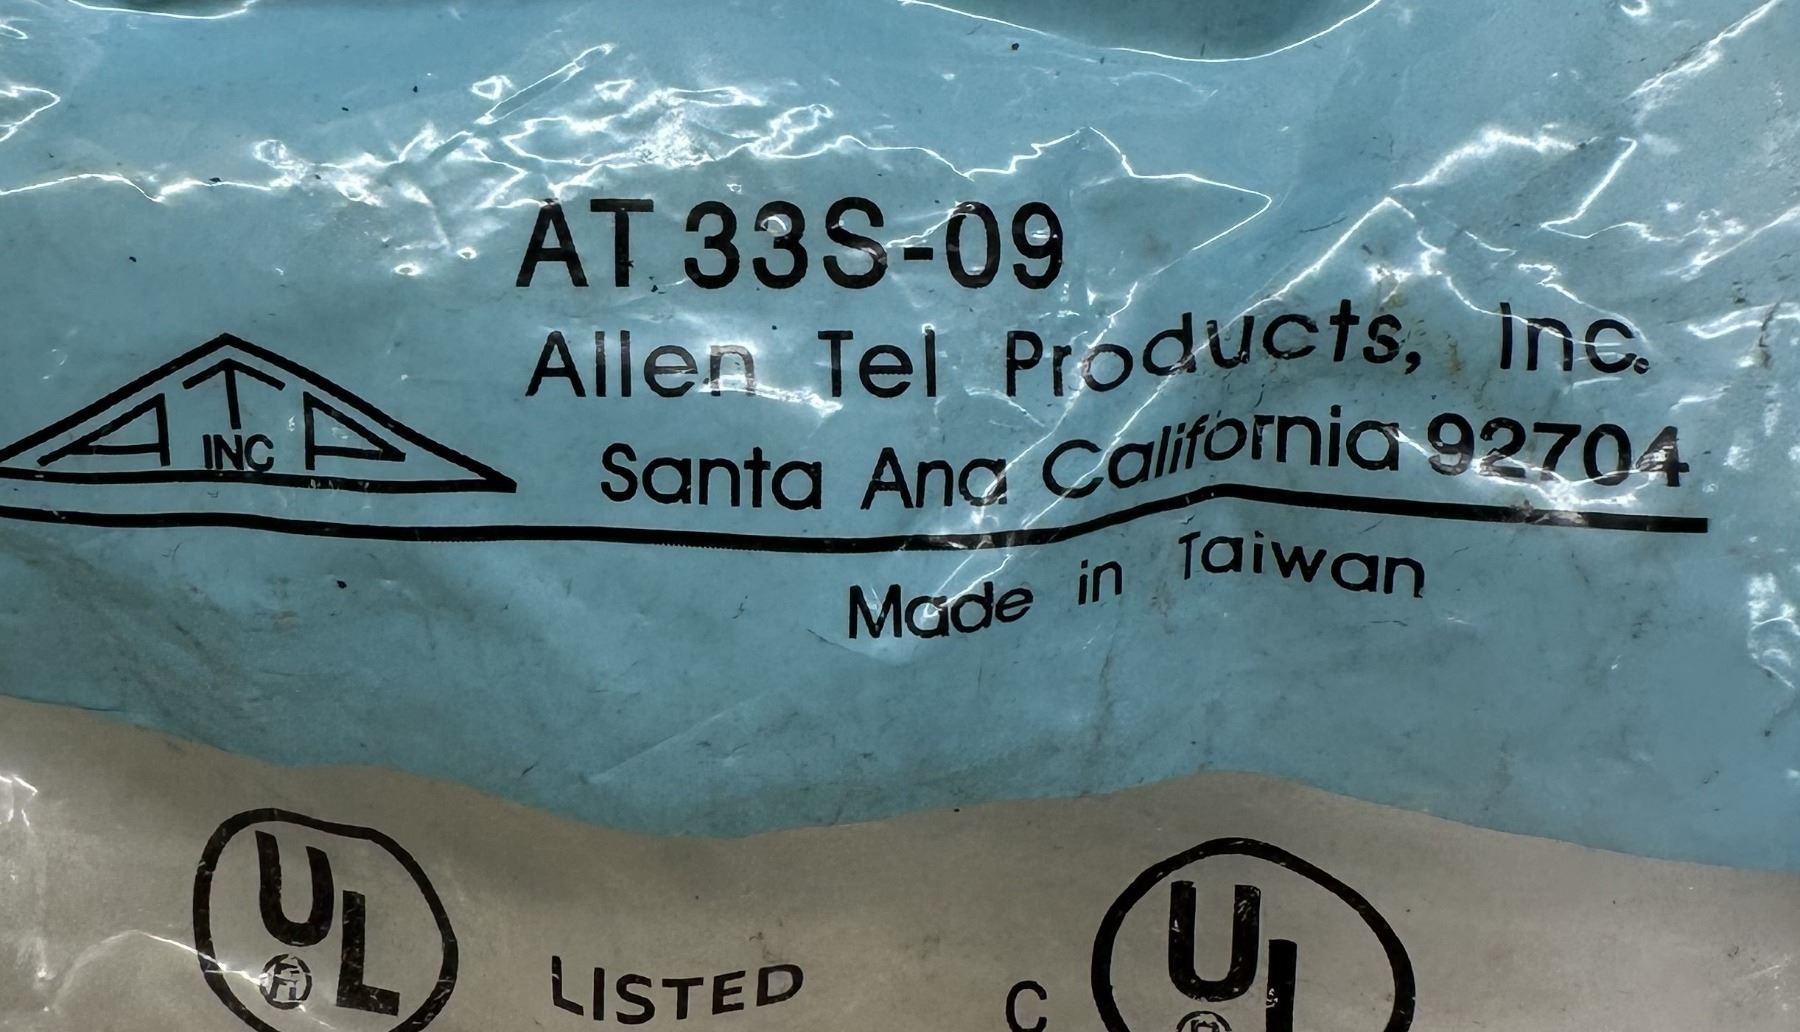 AT 33S-09
Allen Tel Products, Inc.
ATP
INC
Santa Ana California 92704
Made in Taiwan
UL
LISTED
C UL